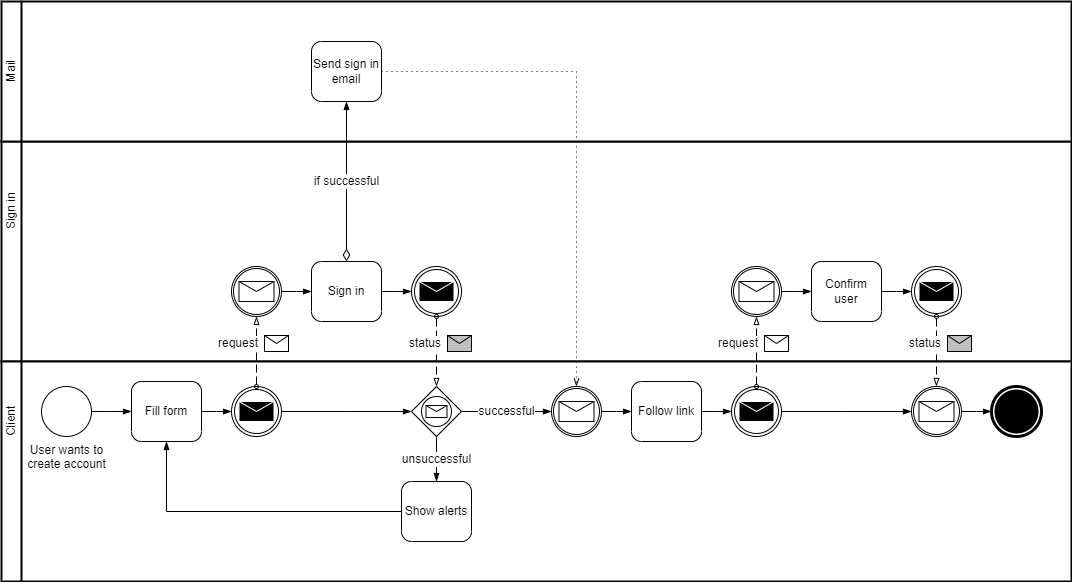 Mail
Send sign in
email
Sign in
if successful
Sign in
Confirm
user
request
status
request
status
Client
Fill form
successful
Follow link
User wants to
create account
unsuccessful
Show alerts